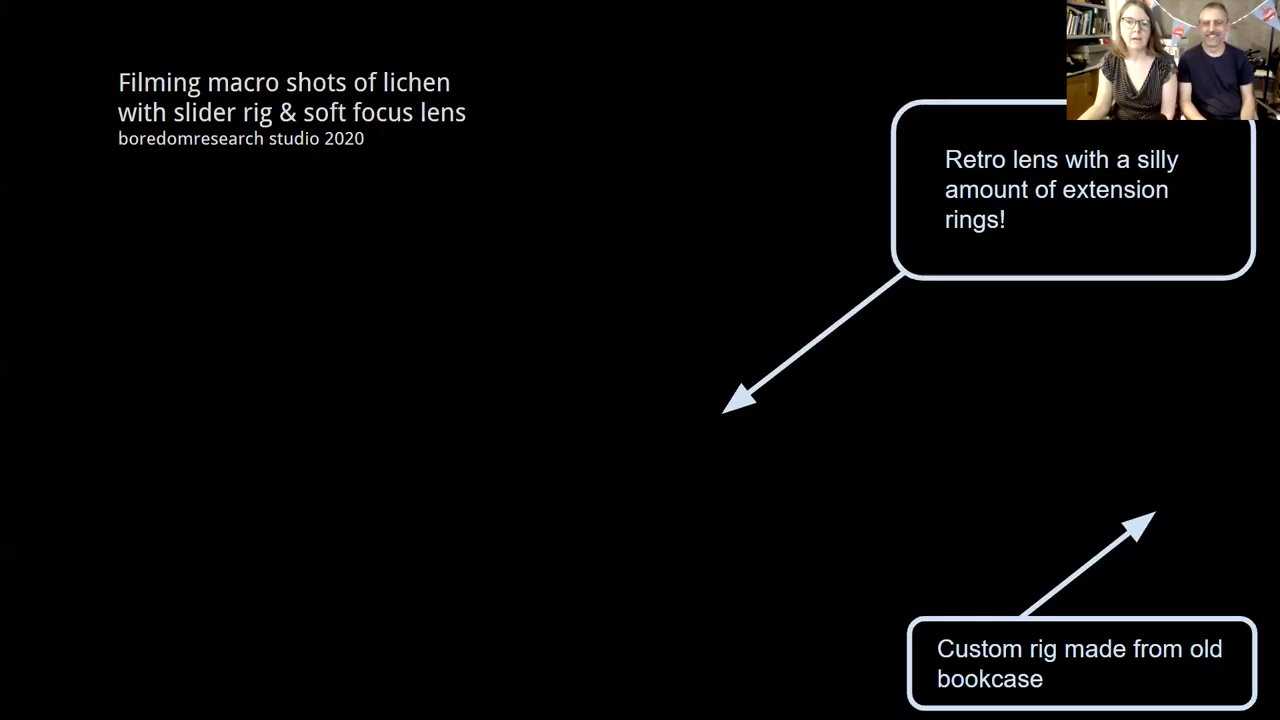 Filming macro shots of lichen
with slider rig & soft focus lens
boredomresearch studio 2020
Retro lens with a silly
amount of extension
rings!
Custom rig made from old
bookcase